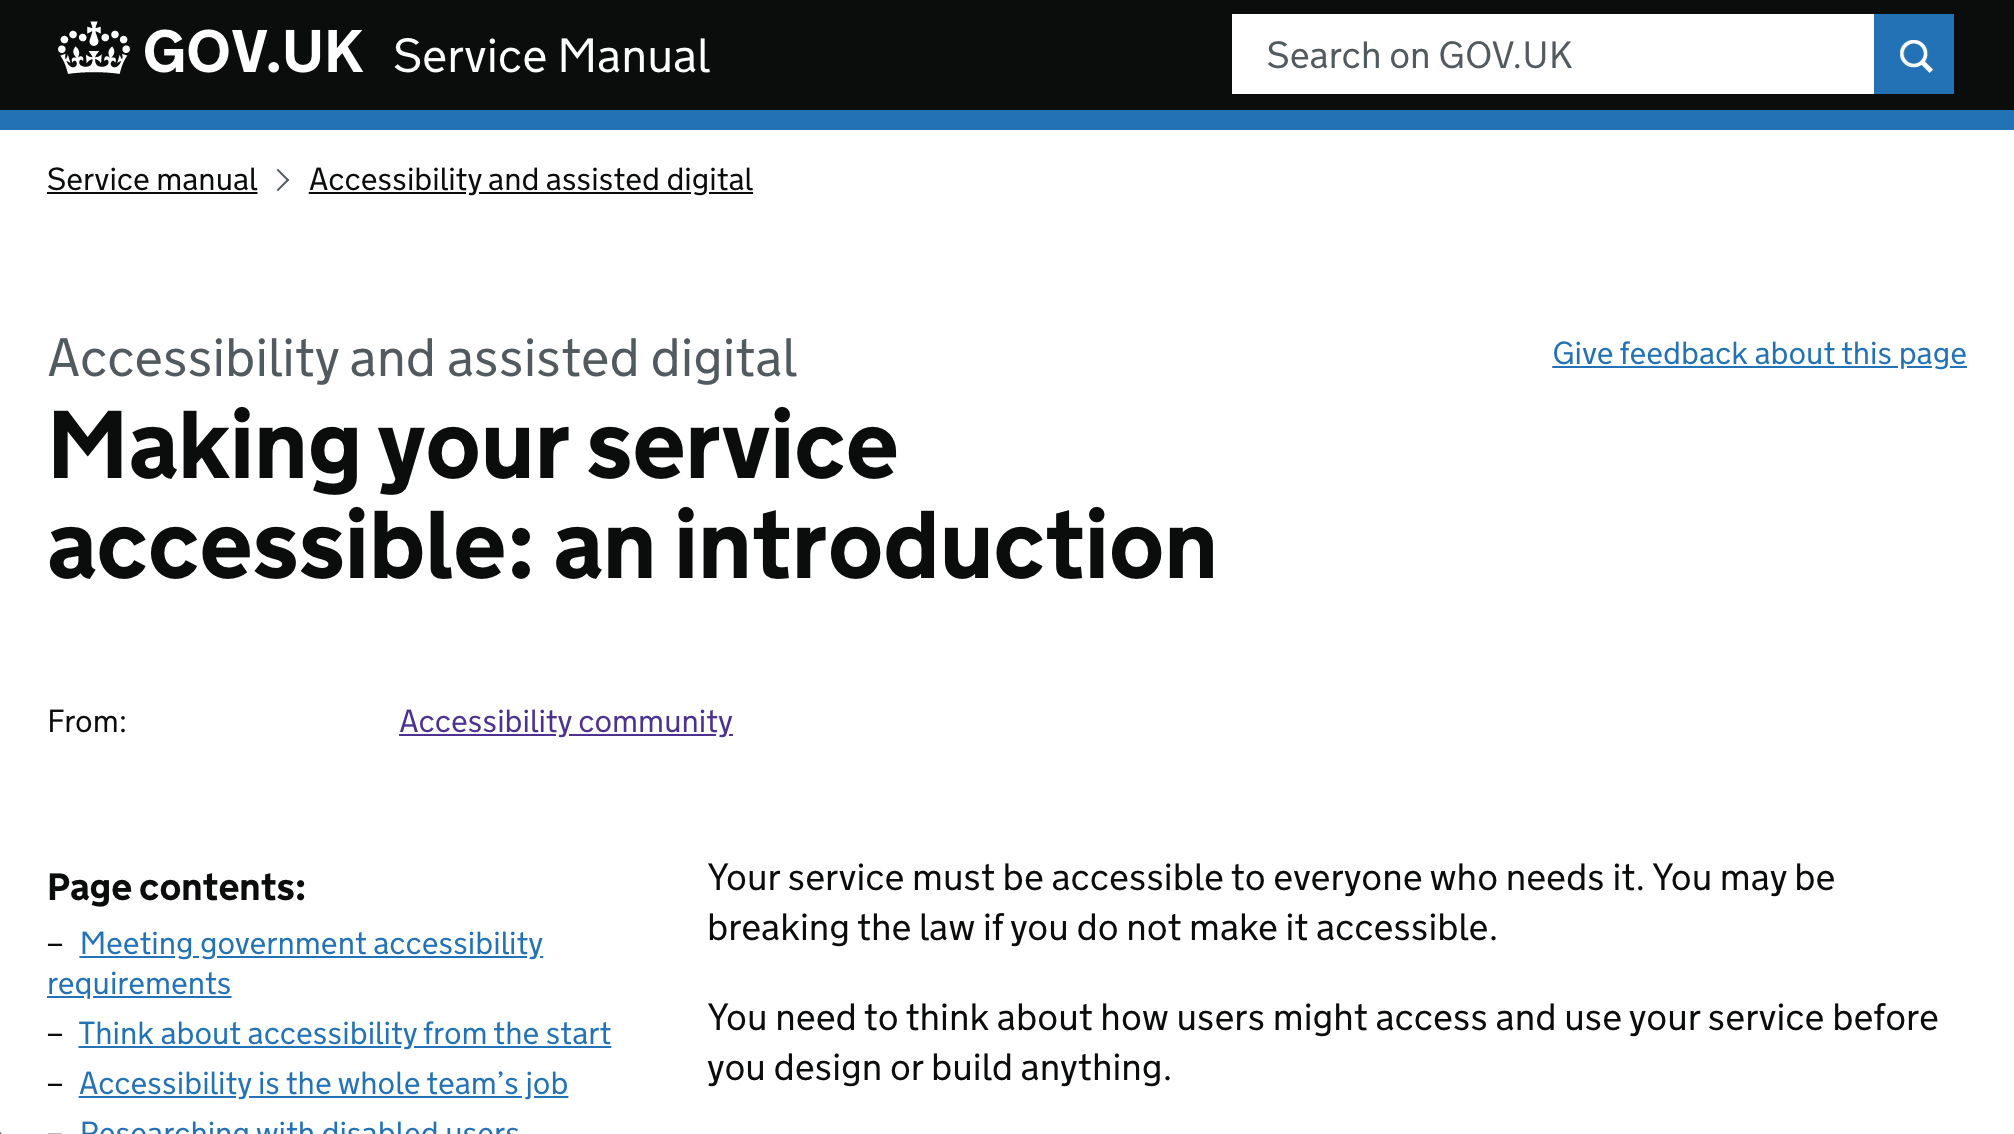 GOV.UK Service Manual
Search on GOV.UK
Service manual
Accessibility and assisted digital
Accessibility and assisted digital
Give feedback about this page
Making your service
accessible: an introduction
From:
Accessibility community
Page contents:
– Meeting government accessibility
requirements
– Think about accessibility from the start
– Accessibility is the whole team’s job
– Researching with disabled users
Your service must be accessible to everyone who needs it. You may be
breaking the law if you do not make it accessible.
You need to think about how users might access and use your service before
you design or build anything.